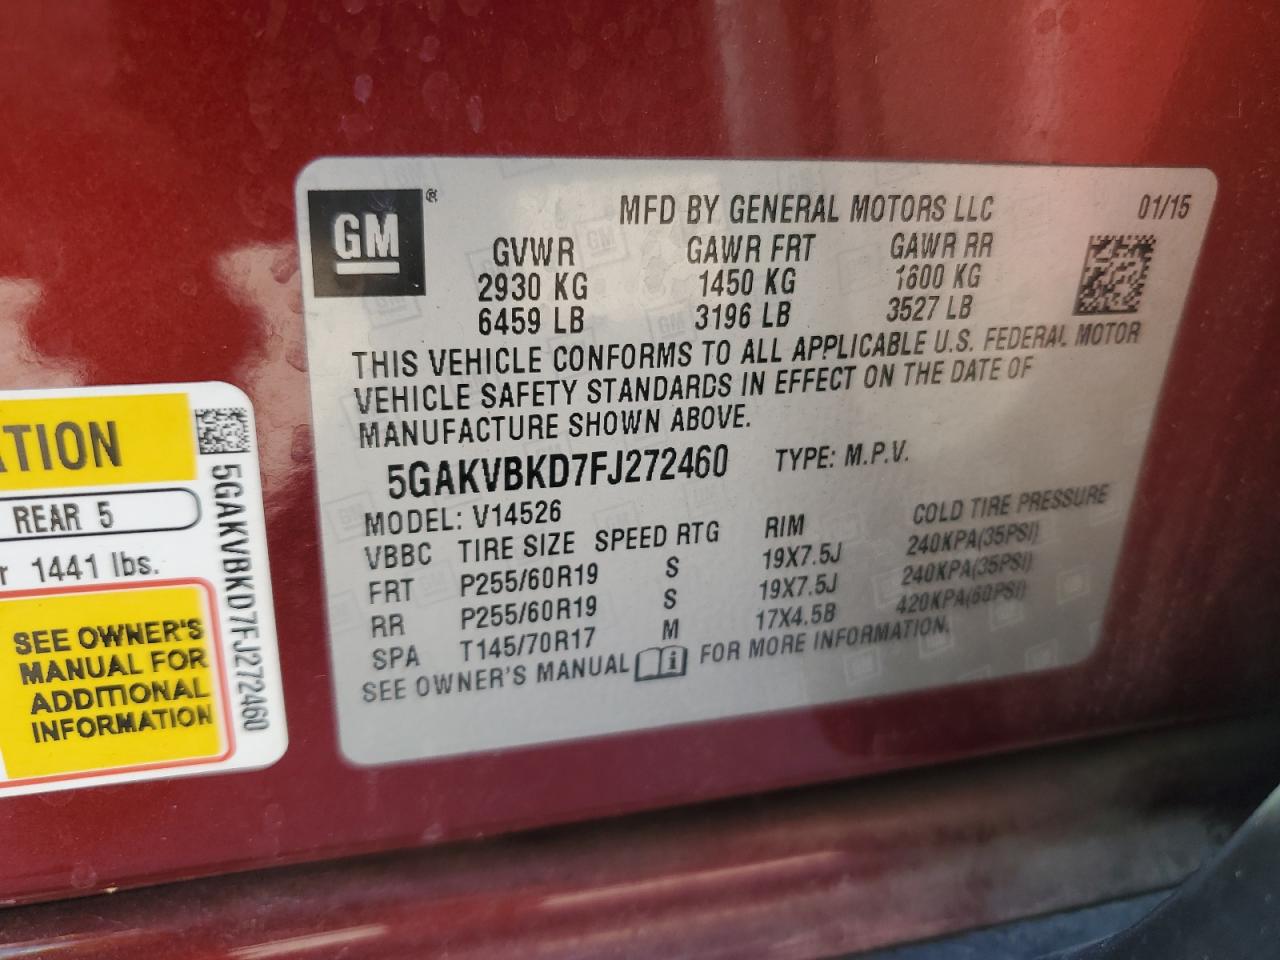 GM
®
MFD BY GENERAL MOTORS LLC 01/15
GVWR GAWR FRT GAWR RR
2930 KG 1450 KG 1600 KG
6459 LB 3196 LB 3527 LB
THIS VEHICLE CONFORMS TO ALL APPLICABLE U.S. FEDERAL MOTOR
VEHICLE SAFETY STANDARDS IN EFFECT ON THE DATE OF
MANUFACTURE SHOWN ABOVE.
5GAKVBKD7FJ272460 TYPE: M.P.V.
MODEL: V14526
VBBC TIRE SIZE SPEED RTG RIM COLD TIRE PRESSURE
FRT P255/60R19 S 19X7.5J 240KPA(35PSI)
RR P255/60R19 S 19X7.5J 240KPA(35PSI)
SPA T145/70R17 M 17X4.5B 420KPA(60PSI)
SEE OWNER'S MANUAL i FOR MORE INFORMATION.
ATION
REAR 5
r 1441 lbs.
SEE OWNER'S
MANUAL FOR
ADDITIONAL
INFORMATION
5GAKVBKD7FJ272460